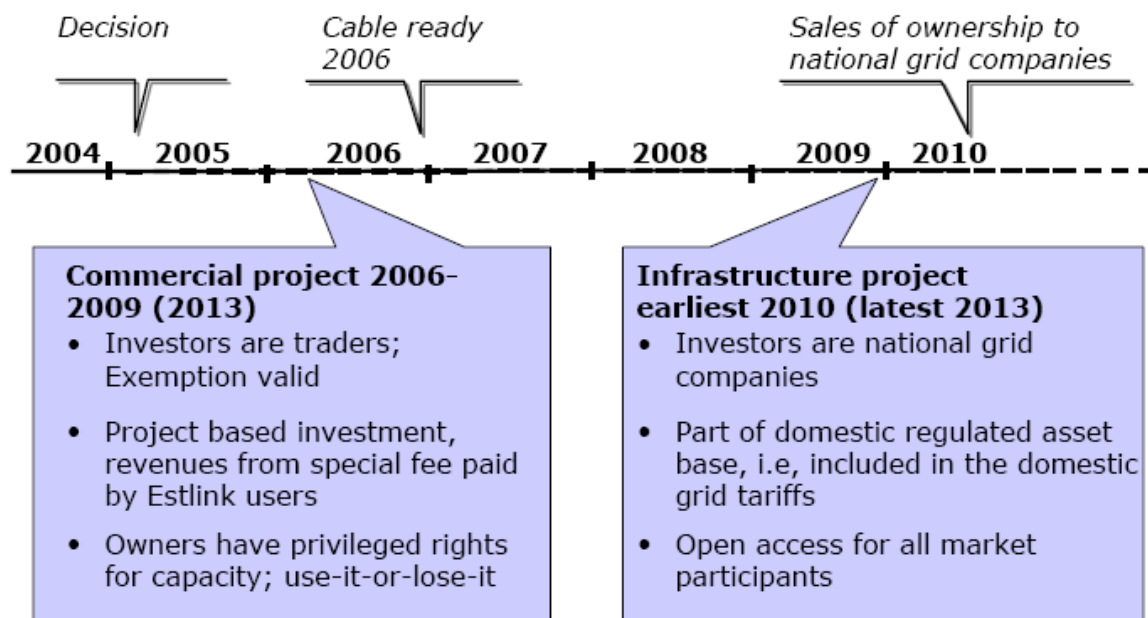 Decision
Cable ready
2006
Sales of ownership to
national grid companies
2004 2005 2006 2007 2008 2009 2010
Commercial project 2006-
2009 (2013)
• Investors are traders;
Exemption valid
• Project based investment,
revenues from special fee paid
by Estlink users
• Owners have privileged rights
for capacity; use-it-or-lose-it
Infrastructure project
earliest 2010 (latest 2013)
• Investors are national grid
companies
• Part of domestic regulated asset
base, i.e, included in the domestic
grid tariffs
• Open access for all market
participants